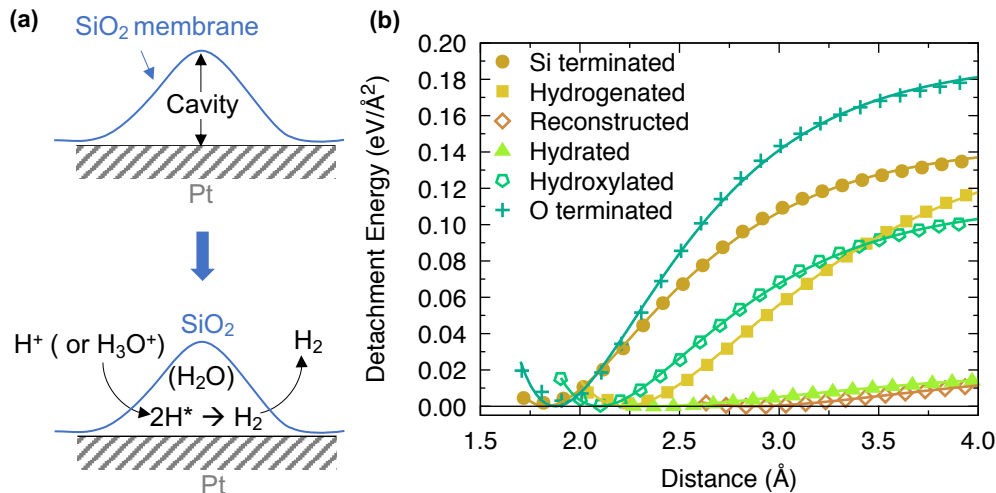 (a)
SiO₂ membrane
Cavity
Pt
SiO₂
H⁺ ( or H₃O⁺)
H₂
(H₂O)
2H* → H₂
Pt
(b)
Detachment Energy (eV/Å²)
0.20
0.18
0.16
0.14
0.12
0.10
0.08
0.06
0.04
0.02
0.00
Si terminated
Hydrogenated
Reconstructed
Hydrated
Hydroxylated
O terminated
1.5 2.0 2.5 3.0 3.5 4.0
Distance (Å)